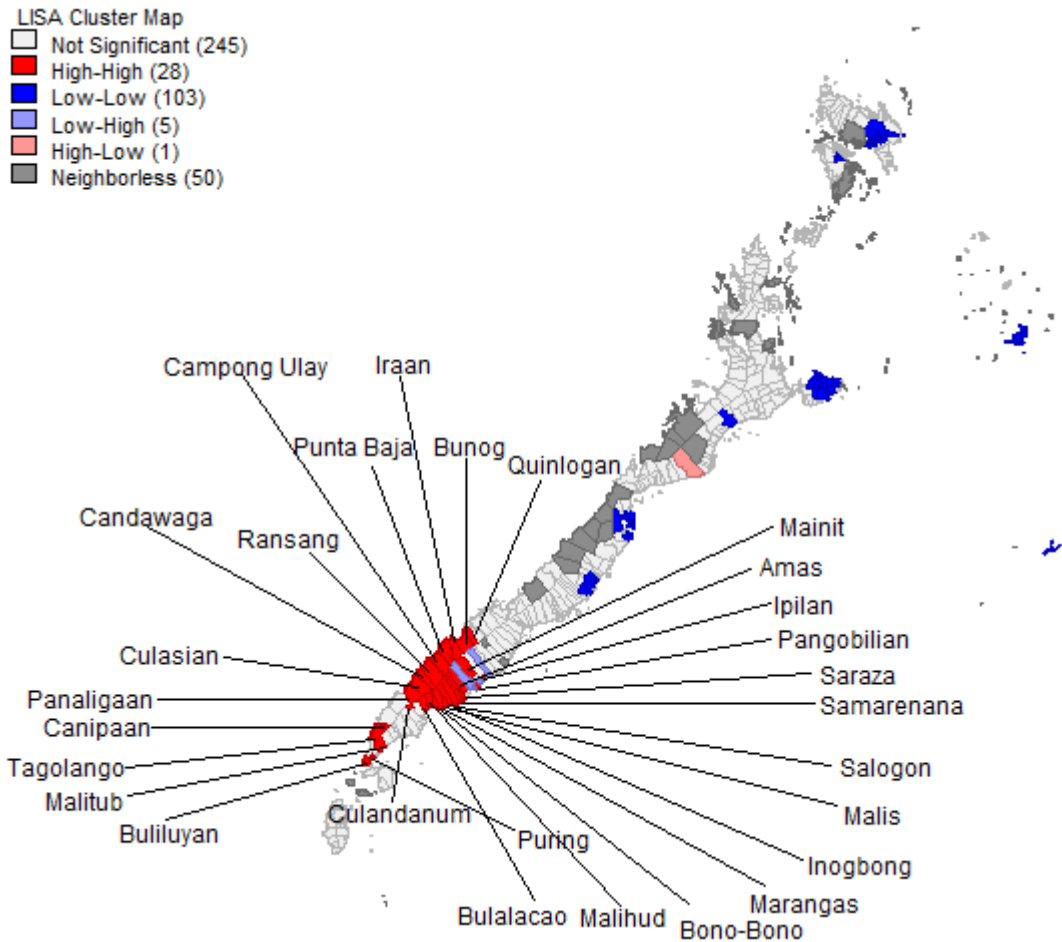 LISA Cluster Map
Not Significant (245)
High-High (28)
Low-Low (103)
Low-High (5)
High-Low (1)
Neighborless (50)
Campong Ulay
Iraan
Punta Baja
Bunog
Quinlogan
Candawaga
Ransang
Mainit
Amas
Ipilan
Culasian
Pangobilian
Saraza
Panaligaan
Samarenana
Canipaan
Tagolango
Salogon
Malitub
Culandanum
Malis
Buliluyan
Puring
Inogbong
Marangas
Bulalacao
Malihud
Bono-Bono